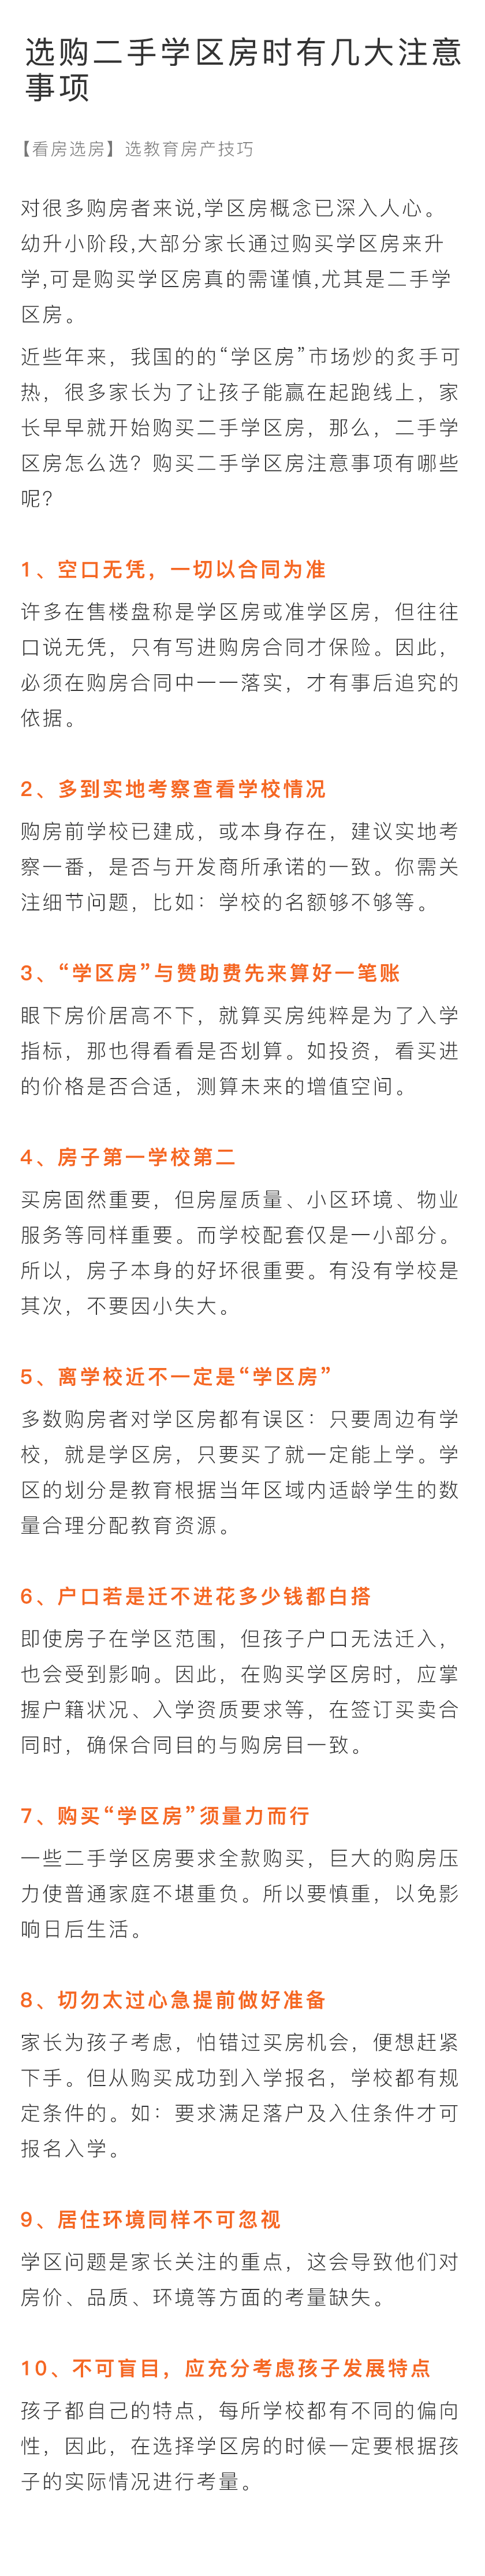 选购二手学区房时有几大注意
事项
【看房选房】选教育房产技巧
对很多购房者来说,学区房概念已深入人心。
幼升小阶段,大部分家长通过购买学区房来升
学,可是购买学区房真的需谨慎,尤其是二手学
区房。
近些年来，我国的的“学区房”市场炒的炙手可
热，很多家长为了让孩子能赢在起跑线上，家
长早早就开始购买二手学区房，那么，二手学
区房怎么选？购买二手学区房注意事项有哪些
呢？
1、空口无凭，一切以合同为准
许多在售楼盘称是学区房或准学区房，但往往
口说无凭，只有写进购房合同才保险。因此，
必须在购房合同中一一落实，才有事后追究的
依据。
2、多到实地考察查看学校情况
购房前学校已建成，或本身存在，建议实地考
察一番，是否与开发商所承诺的一致。你需关
注细节问题，比如：学校的名额够不够等。
3、“学区房”与赞助费先来算好一笔账
眼下房价居高不下，就算买房纯粹是为了入学
指标，那也得看看是否划算。如投资，看买进
的价格是否合适，测算未来的增值空间。
4、房子第一学校第二
买房固然重要，但房屋质量、小区环境、物业
服务等同样重要。而学校配套仅是一小部分。
所以，房子本身的好坏很重要。有没有学校是
其次，不要因小失大。
5、离学校近不一定是“学区房”
多数购房者对学区房都有误区：只要周边有学
校，就是学区房，只要买了就一定能上学。学
区的划分是教育根据当年区域内适龄学生的数
量合理分配教育资源。
6、户口若是迁不进花多少钱都白搭
即使房子在学区范围，但孩子户口无法迁入，
也会受到影响。因此，在购买学区房时，应掌
握户籍状况、入学资质要求等，在签订买卖合
同时，确保合同目的与购房目一致。
7、购买“学区房”须量力而行
一些二手学区房要求全款购买，巨大的购房压
力使普通家庭不堪重负。所以要慎重，以免影
响日后生活。
8、切勿太过心急提前做好准备
家长为孩子考虑，怕错过买房机会，便想赶紧
下手。但从购买成功到入学报名，学校都有规
定条件的。如：要求满足落户及入住条件才可
报名入学。
9、居住环境同样不可忽视
学区问题是家长关注的重点，这会导致他们对
房价、品质、环境等方面的考量缺失。
10、不可盲目，应充分考虑孩子发展特点
孩子都自己的特点，每所学校都有不同的偏向
性，因此，在选择学区房的时候一定要根据孩
子的实际情况进行考量。